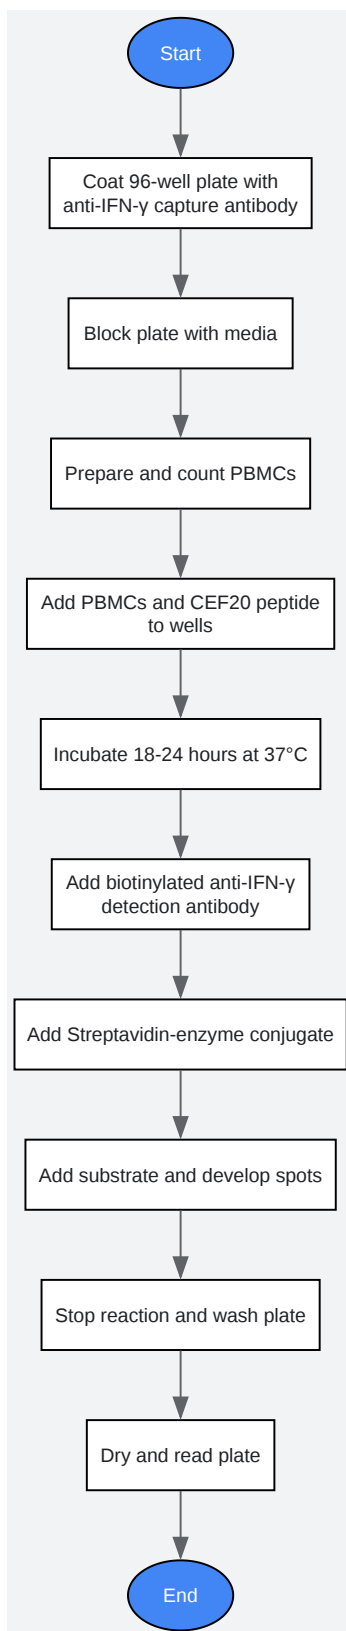 Start
Coat 96-well plate with
anti-IFN-γ capture antibody
Block plate with media
Prepare and count PBMCs
Add PBMCs and CEF20 peptide
to wells
Incubate 18-24 hours at 37°C
Add biotinylated anti-IFN-γ
detection antibody
Add Streptavidin-enzyme conjugate
Add substrate and develop spots
Stop reaction and wash plate
Dry and read plate
End